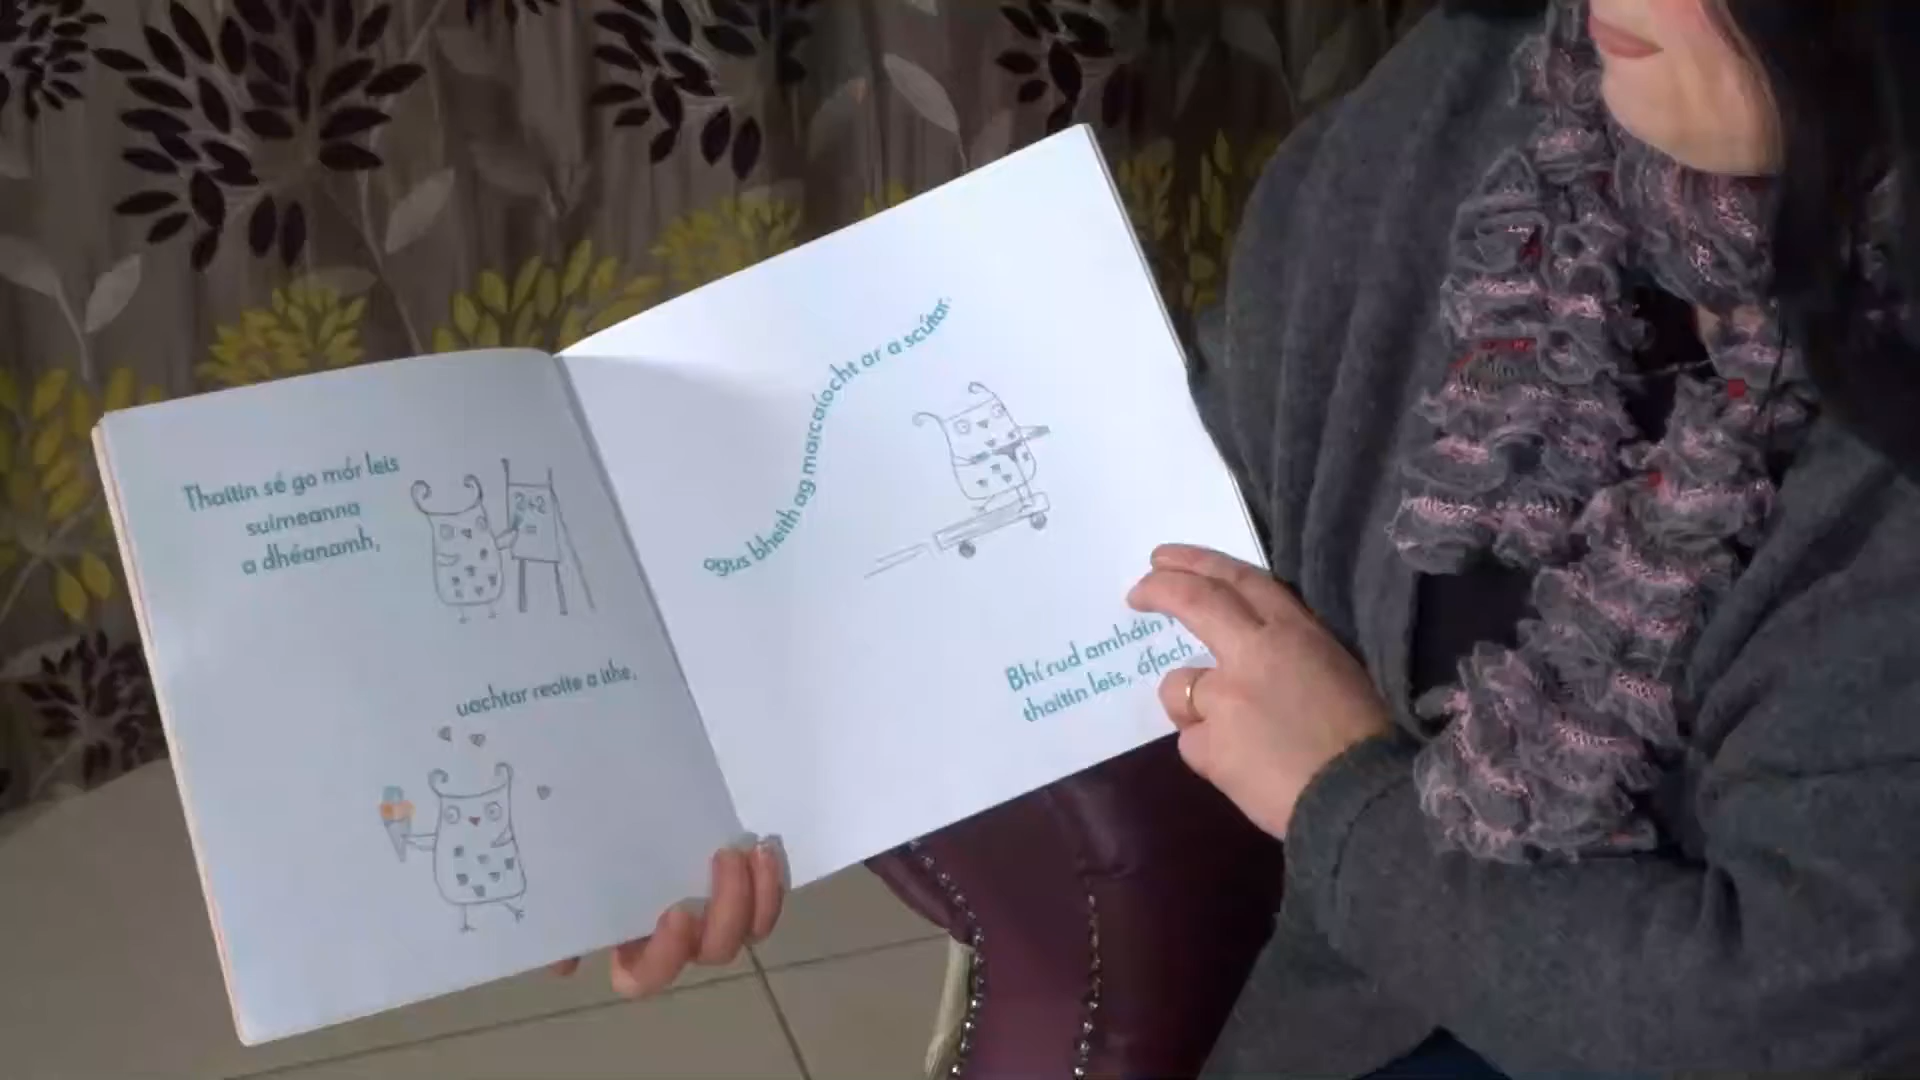 Thaitin sé go mór leis
suimeanna
a dhéanamh,
2+2
=
uachtar reoite a ithe,
agus bheith ag marcaíocht ar a scútar.
Bhí rud amháin
thaitin leis, áfach